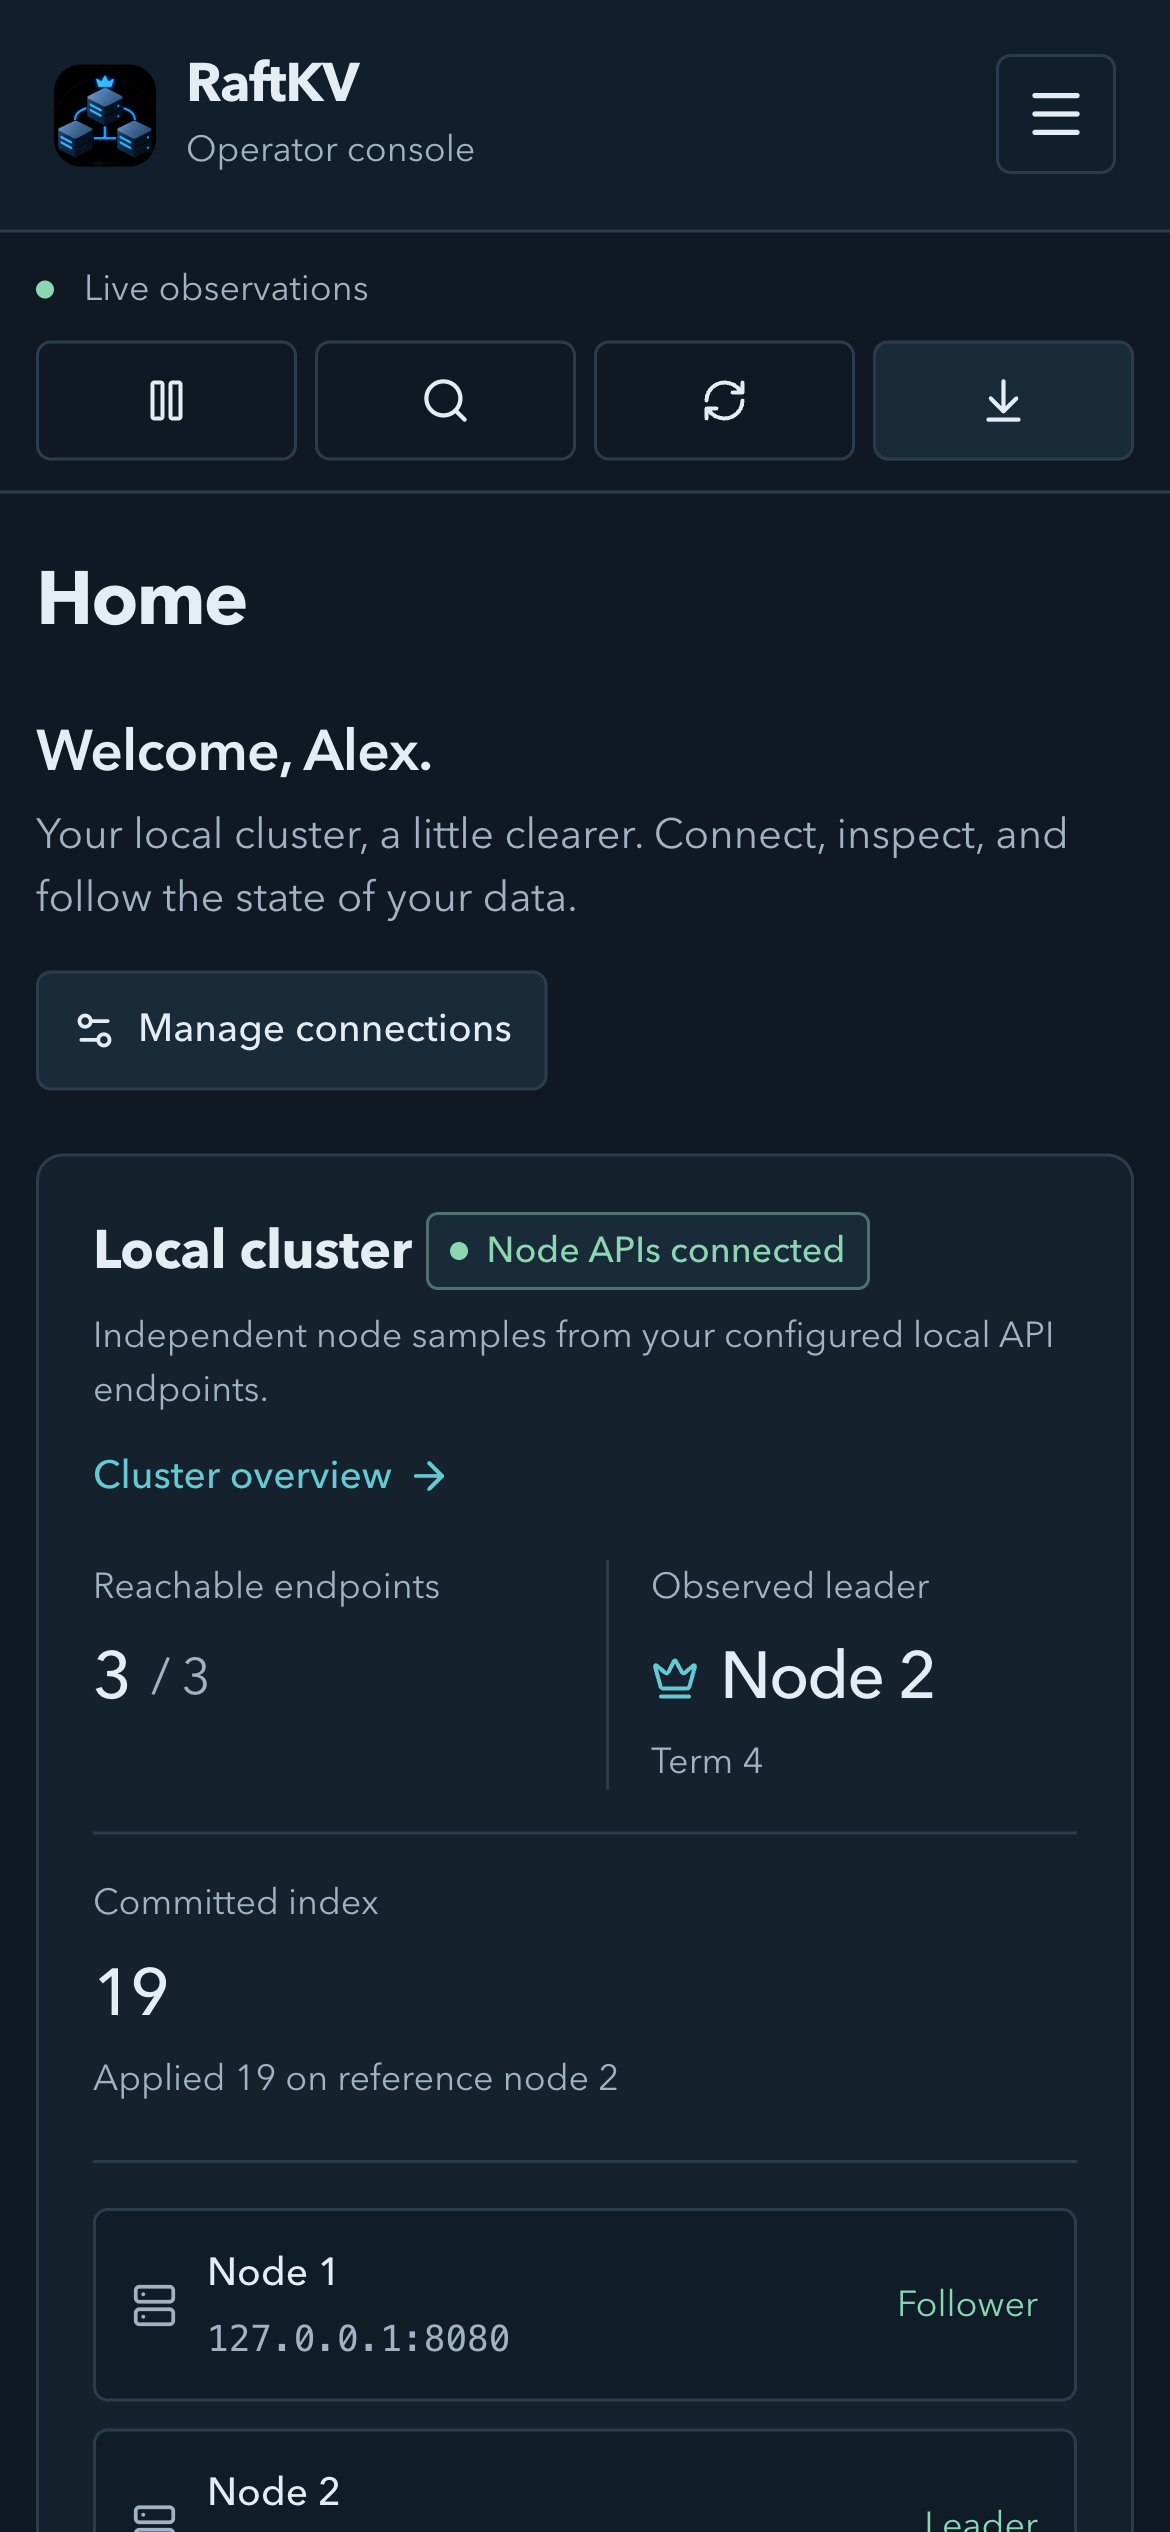 RaftKV
Operator console
Live observations
Home
Welcome, Alex.
Your local cluster, a little clearer. Connect, inspect, and
follow the state of your data.
Manage connections
Local cluster
Node APIs connected
Independent node samples from your configured local API
endpoints.
Cluster overview →
Reachable endpoints
3 / 3
Observed leader
Node 2
Term 4
Committed index
19
Applied 19 on reference node 2
Node 1
127.0.0.1:8080
Follower
Node 2
Leader